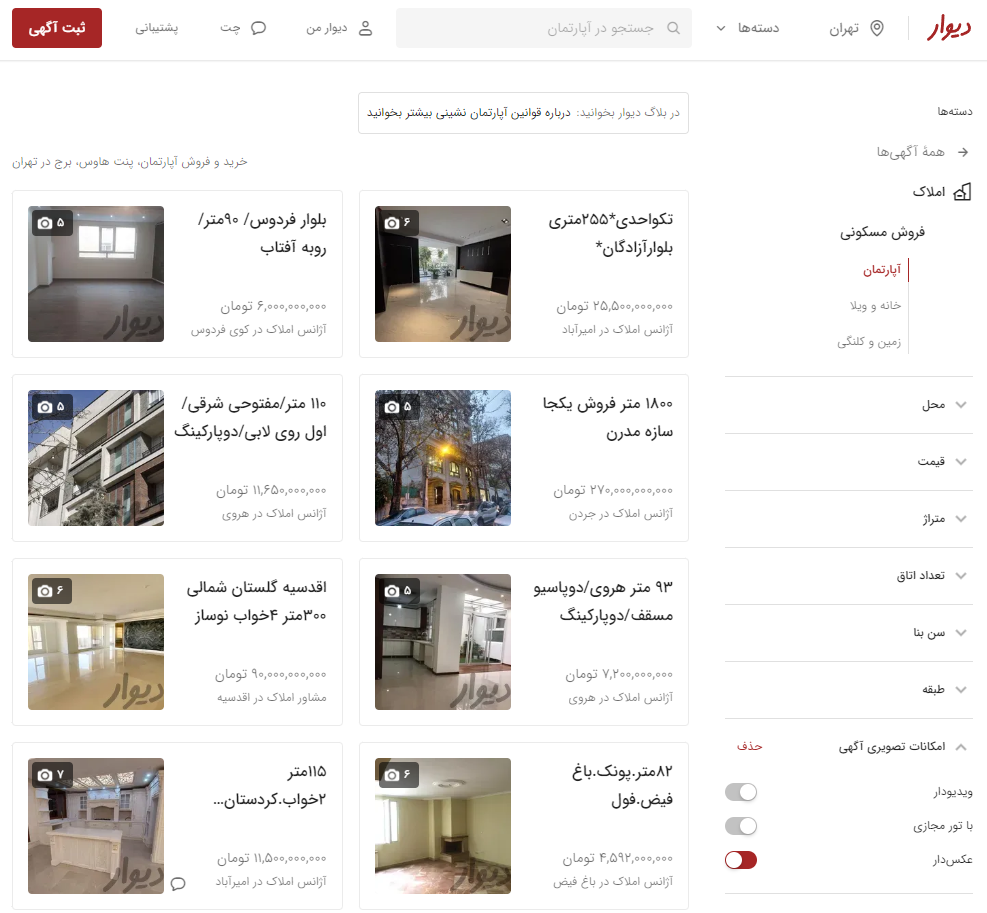 دیوار
تهران
دسته‌ها
جستجو در آپارتمان
دیوار من
چت
پشتیبانی
ثبت آگهی
دسته‌ها
همهٔ آگهی‌ها
املاک
فروش مسکونی
آپارتمان
خانه و ویلا
زمین و کلنگی
محل
قیمت
متراژ
تعداد اتاق
سن بنا
طبقه
امکانات تصویری آگهی
حذف
ویدیودار
با تور مجازی
عکس‌دار
در بلاگ دیوار بخوانید: درباره قوانین آپارتمان نشینی بیشتر بخوانید
خرید و فروش آپارتمان، پنت هاوس، برج در تهران
تکواحدی*۲۵۵متری
بلوارآزادگان*
۲۵,۵۰۰,۰۰۰,۰۰۰ تومان
آژانس املاک در امیرآباد
۶
دیوار
بلوار فردوس/ ۹۰متر/
روبه آفتاب
۶,۰۰۰,۰۰۰,۰۰۰ تومان
آژانس املاک در کوی فردوس
۵
دیوار
۱۸۰۰ متر فروش یکجا
سازه مدرن
۲۷۰,۰۰۰,۰۰۰,۰۰۰ تومان
آژانس املاک در جردن
۵
۱۱۰ متر/مفتوحی شرقی/
اول روی لابی/دوپارکینگ
۱۱,۶۵۰,۰۰۰,۰۰۰ تومان
آژانس املاک در هروی
۵
۹۳ متر هروی/دوپاسیو
مسقف/دوپارکینگ
۷,۲۰۰,۰۰۰,۰۰۰ تومان
آژانس املاک در هروی
۵
دیوار
اقدسیه گلستان شمالی
۳۰۰متر ۴خواب نوساز
۹۰,۰۰۰,۰۰۰,۰۰۰ تومان
مشاور املاک در اقدسیه
۶
دیوار
۸۲متر.پونک.باغ
فیض.فول
۴,۵۹۲,۰۰۰,۰۰۰ تومان
آژانس املاک در باغ فیض
۶
دیوار
۱۱۵متر
۲خواب.کردستان...
۱۱,۵۰۰,۰۰۰,۰۰۰ تومان
آژانس املاک در امیرآباد
۷
دیوار